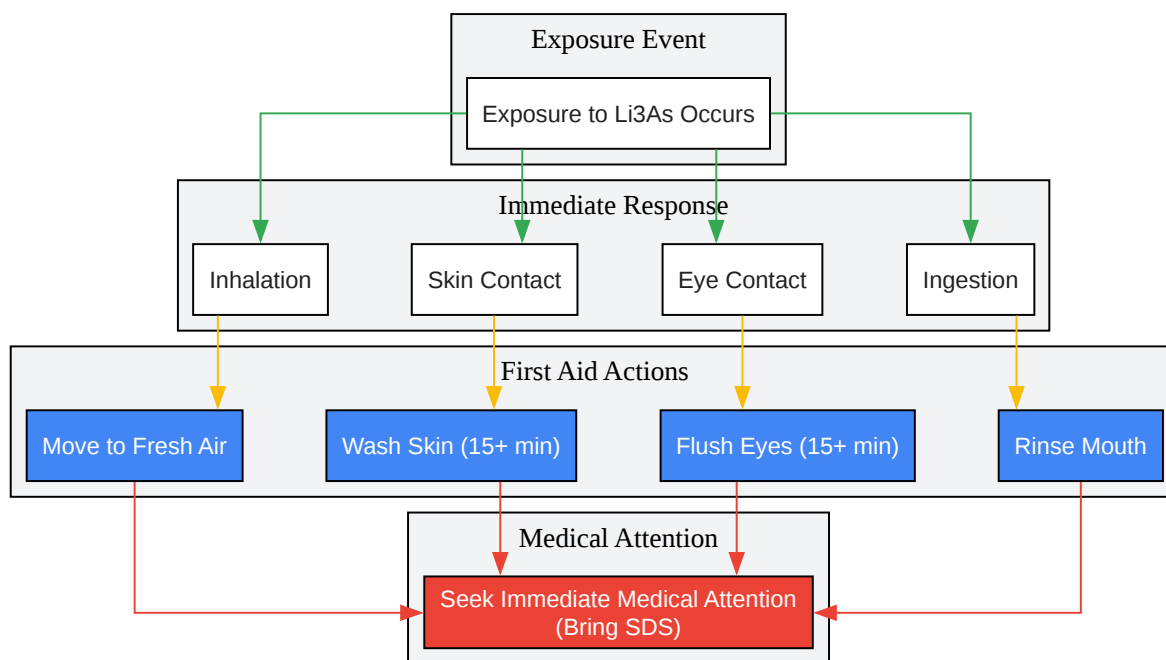 Exposure Event
Exposure to Li3As Occurs
Immediate Response
Inhalation
Skin Contact
Eye Contact
Ingestion
First Aid Actions
Move to Fresh Air
Wash Skin (15+ min)
Flush Eyes (15+ min)
Rinse Mouth
Medical Attention
Seek Immediate Medical Attention
(Bring SDS)